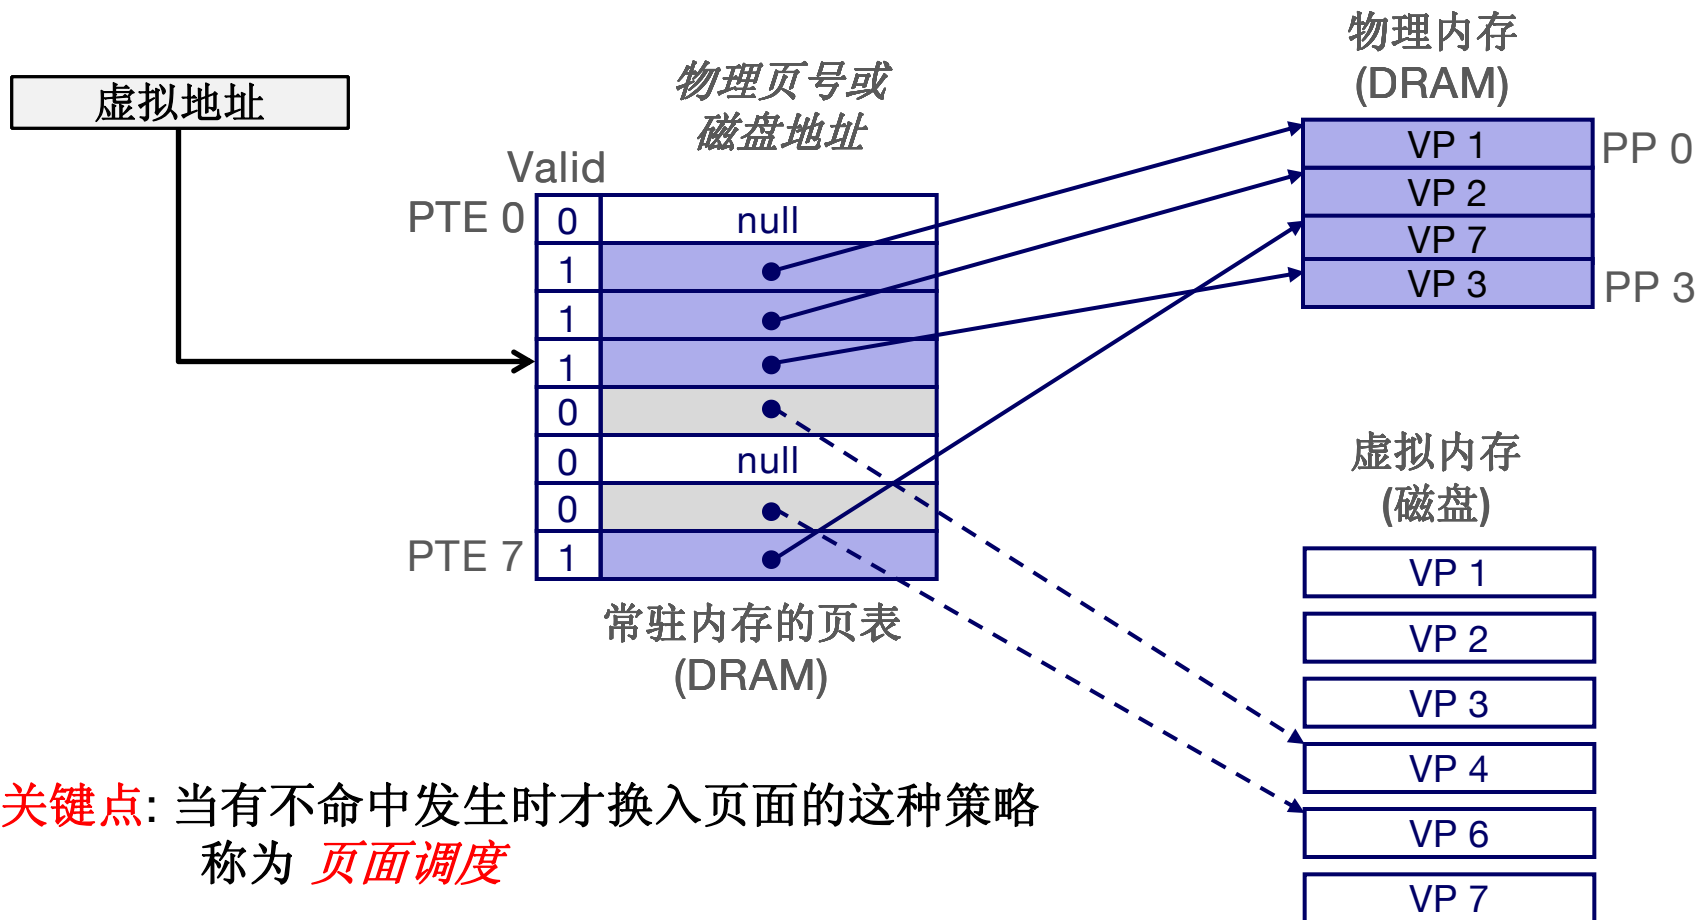 虚拟地址
物理页号或
磁盘地址
Valid
PTE 0
0
null
1
1
1
0
0
null
0
PTE 7
1
常驻内存的页表
(DRAM)
物理内存
(DRAM)
VP 1
PP 0
VP 2
VP 7
VP 3
PP 3
虚拟内存
(磁盘)
VP 1
VP 2
VP 3
VP 4
VP 6
VP 7
关键点: 当有不命中发生时才换入页面的这种策略
称为 页面调度